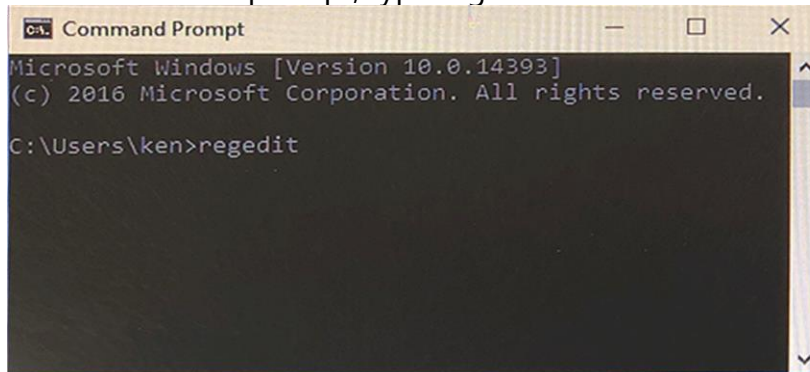 Command Prompt
Microsoft Windows [Version 10.0.14393]
(c) 2016 Microsoft Corporation. All rights reserved.
C:\Users\ken>regedit